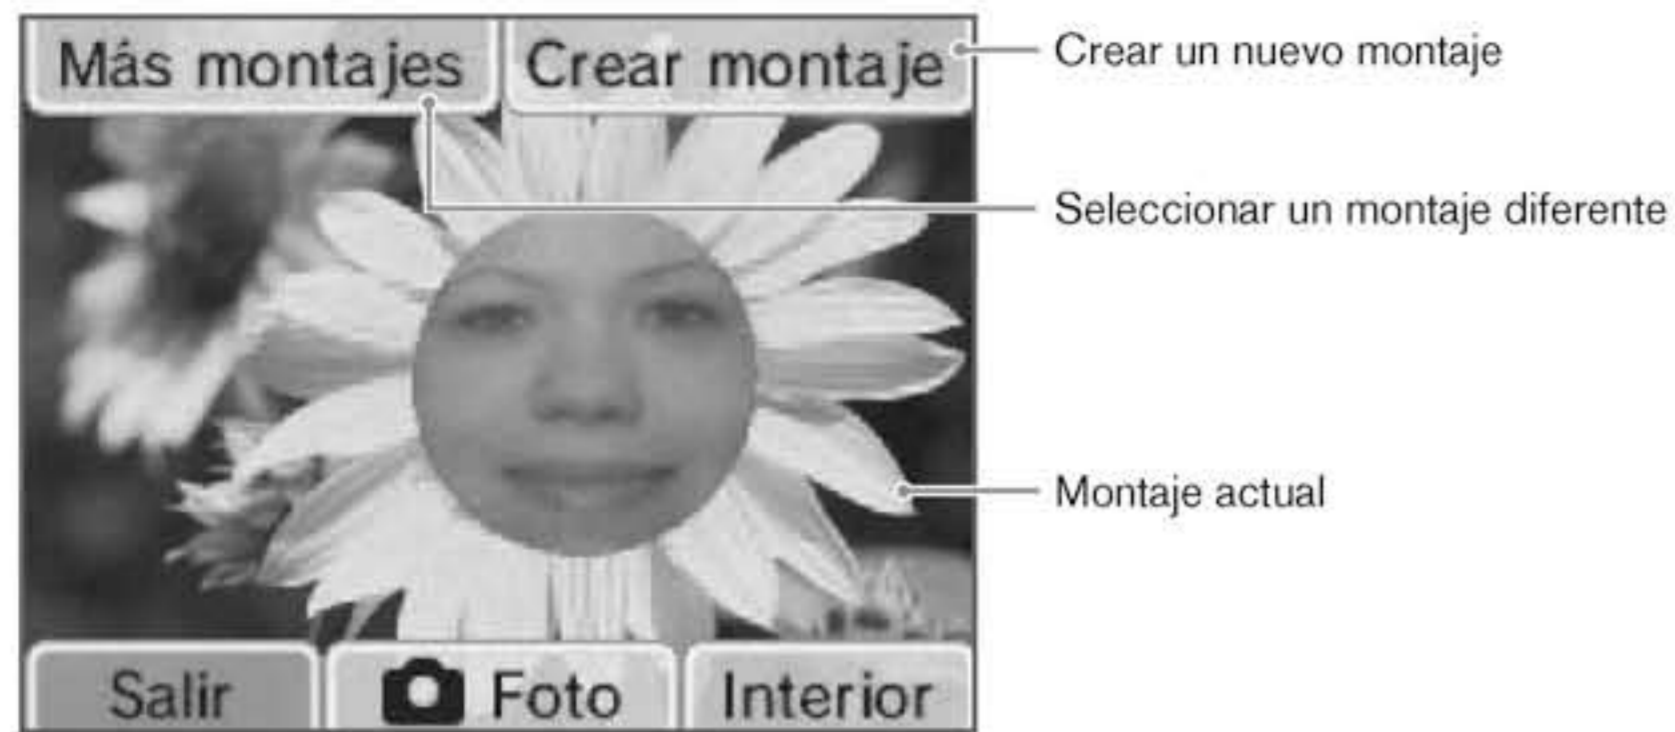 Más montajes
Crear montaje
Crear un nuevo montaje
Seleccionar un montaje diferente
Montaje actual
Salir
Foto
Interior